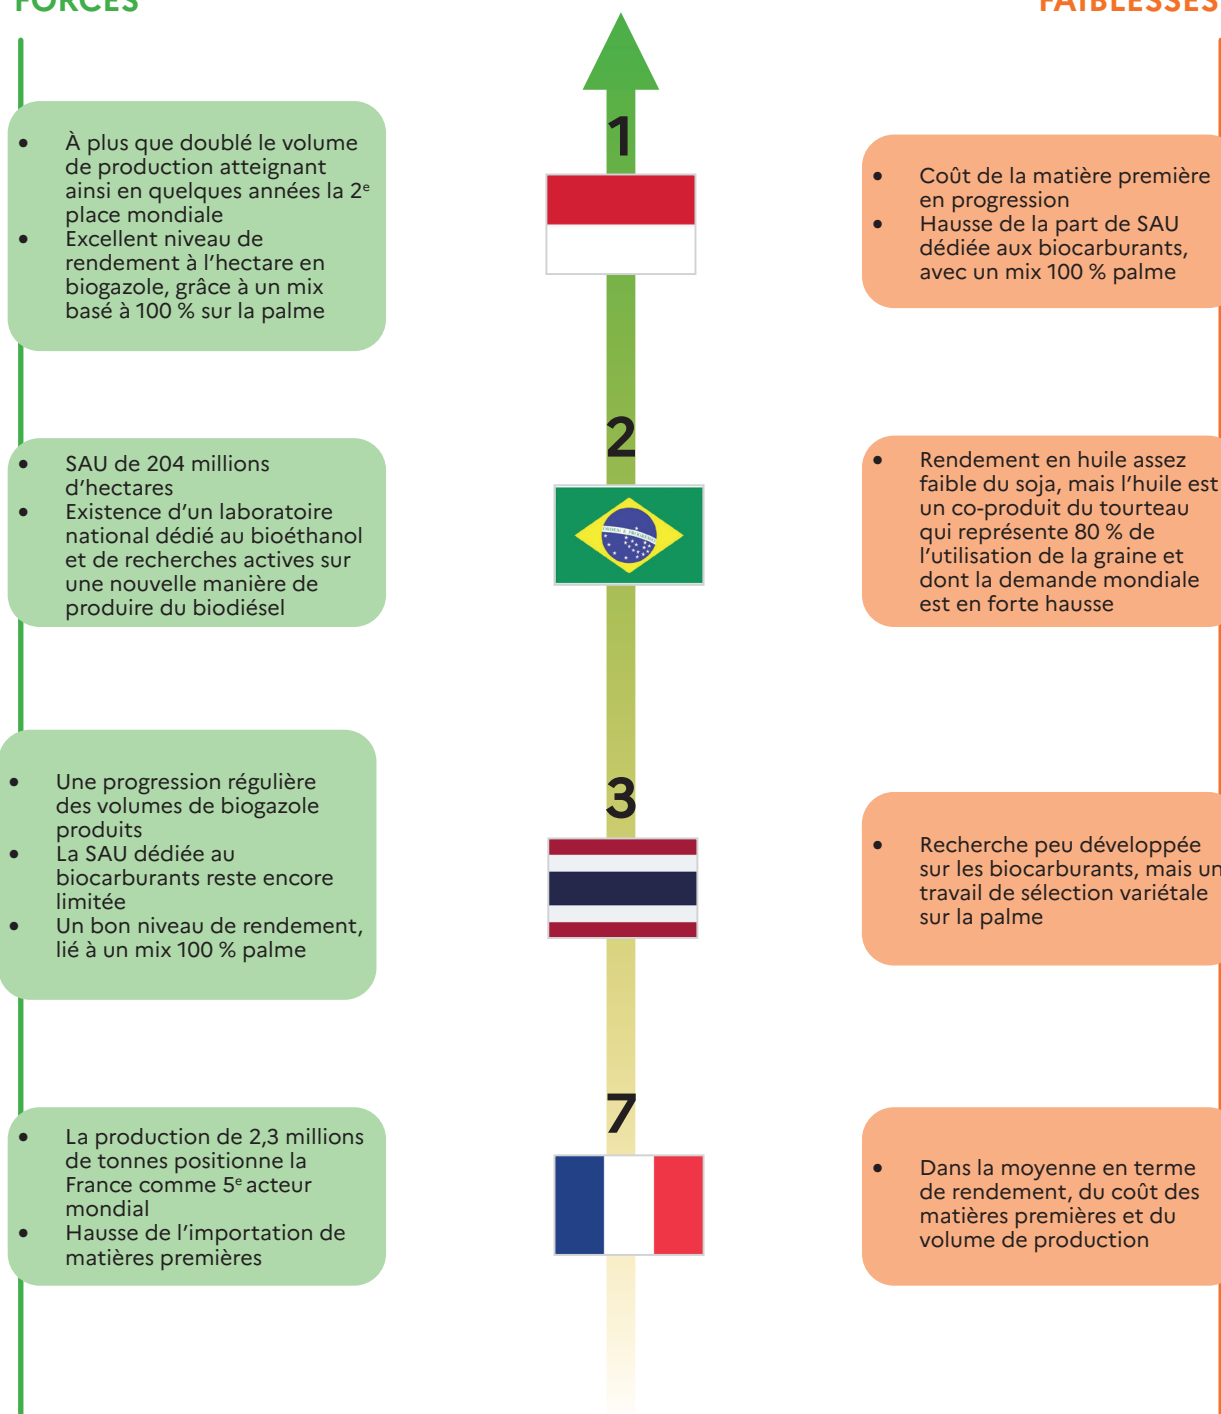 FORCES
FAIBLESSES
1
• À plus que doublé le volume
de production atteignant
ainsi en quelques années la 2e
place mondiale
• Excellent niveau de
rendement à l'hectare en
biogazole, grâce à un mix
basé à 100 % sur la palme
• Coût de la matière première
en progression
• Hausse de la part de SAU
dédiée aux biocarburants,
avec un mix 100 % palme
2
• SAU de 204 millions
d'hectares
• Existence d'un laboratoire
national dédié au bioéthanol
et de recherches actives sur
une nouvelle manière de
produire du biodiésel
• Rendement en huile assez
faible du soja, mais l'huile est
un co-produit du tourteau
qui représente 80 % de
l'utilisation de la graine et
dont la demande mondiale
est en forte hausse
3
• Une progression régulière
des volumes de biogazole
produits
• La SAU dédiée au
biocarburants reste encore
limitée
• Un bon niveau de rendement,
lié à un mix 100 % palme
• Recherche peu développée
sur les biocarburants, mais un
travail de sélection variétale
sur la palme
7
• La production de 2,3 millions
de tonnes positionne la
France comme 5e acteur
mondial
• Hausse de l'importation de
matières premières
• Dans la moyenne en terme
de rendement, du coût des
matières premières et du
volume de production